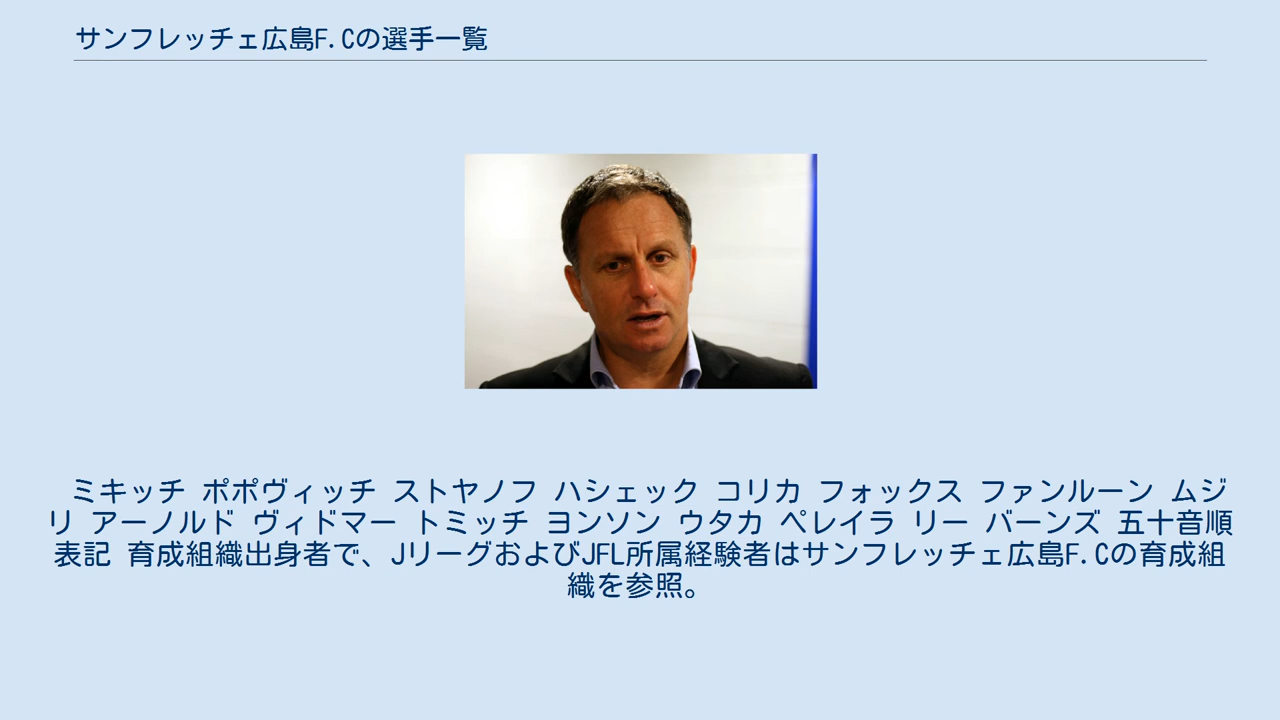 サンフレッチェ広島F.Cの選手一覧
ミキッチ ポポヴィッチ ストヤノフ ハシェック コリカ フォックス ファンルーン ムジ
リ アーノルド ヴィドマー トミッチ ヨンソン ウタカ ペレイラ リー バーンズ 五十音順
表記 育成組織出身者で、JリーグおよびJFL所属経験者はサンフレッチェ広島F.Cの育成組
織を参照。